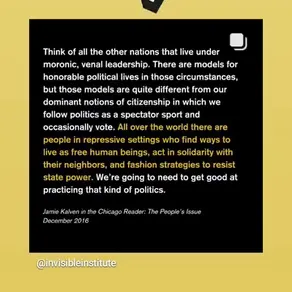 Think of all the other nations that live under
moronic, venal leadership. There are models for
honorable political lives in those circumstances,
but those models are quite different from our
dominant notions of citizenship in which we
follow politics as a spectator sport and
occasionally vote. All over the world there are
people in repressive settings who find ways to
live as free human beings, act in solidarity with
their neighbors, and fashion strategies to resist
state power. We're going to need to get good at
practicing that kind of politics.
Jamie Kalven in the Chicago Reader: The People's Issue
December 2016
@invisibleinstitute